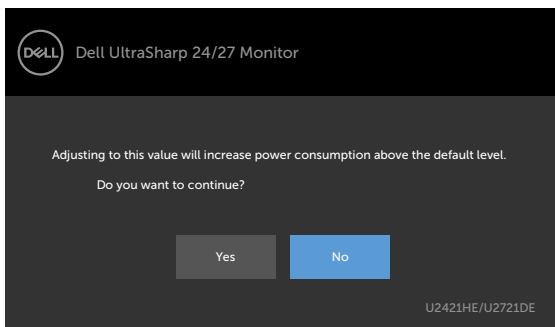 DELL
Dell UltraSharp 24/27 Monitor
Adjusting to this value will increase power consumption above the default level.
Do you want to continue?
Yes No
U2421HE/U2721DE